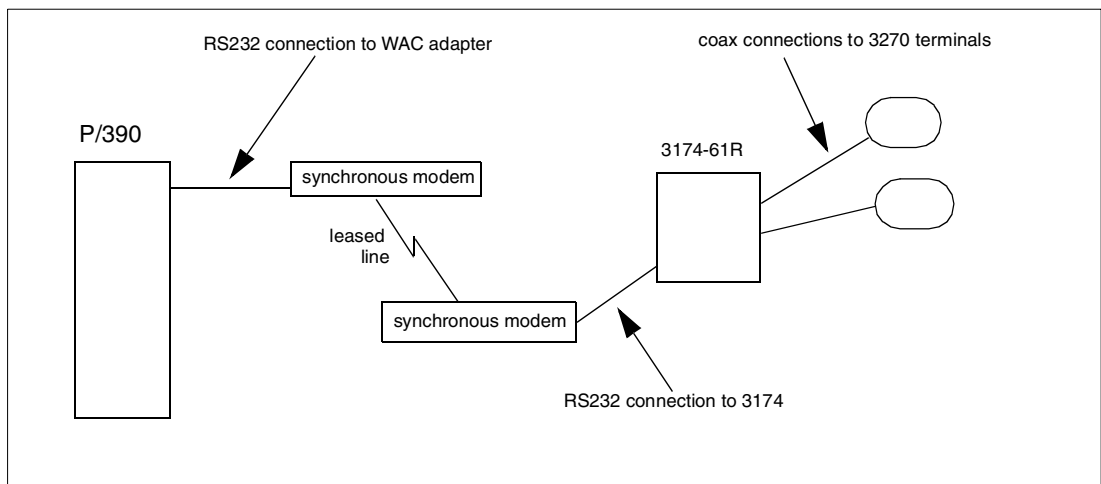 RS232 connection to WAC adapter
coax connections to 3270 terminals
P/390
3174-61R
synchronous modem
leased
line
synchronous modem
RS232 connection to 3174